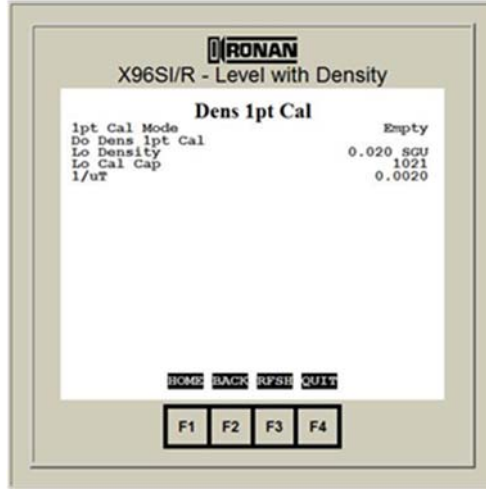 RONAN
X96SI/R - Level with Density
Dens 1pt Cal
1pt Cal Mode Empty
Do Dens 1pt Cal
Lo Density 0.020 SGU
Lo Cal Cap 1021
1/uT 0.0020
HOME BACK RFSH QUIT
F1 F2 F3 F4